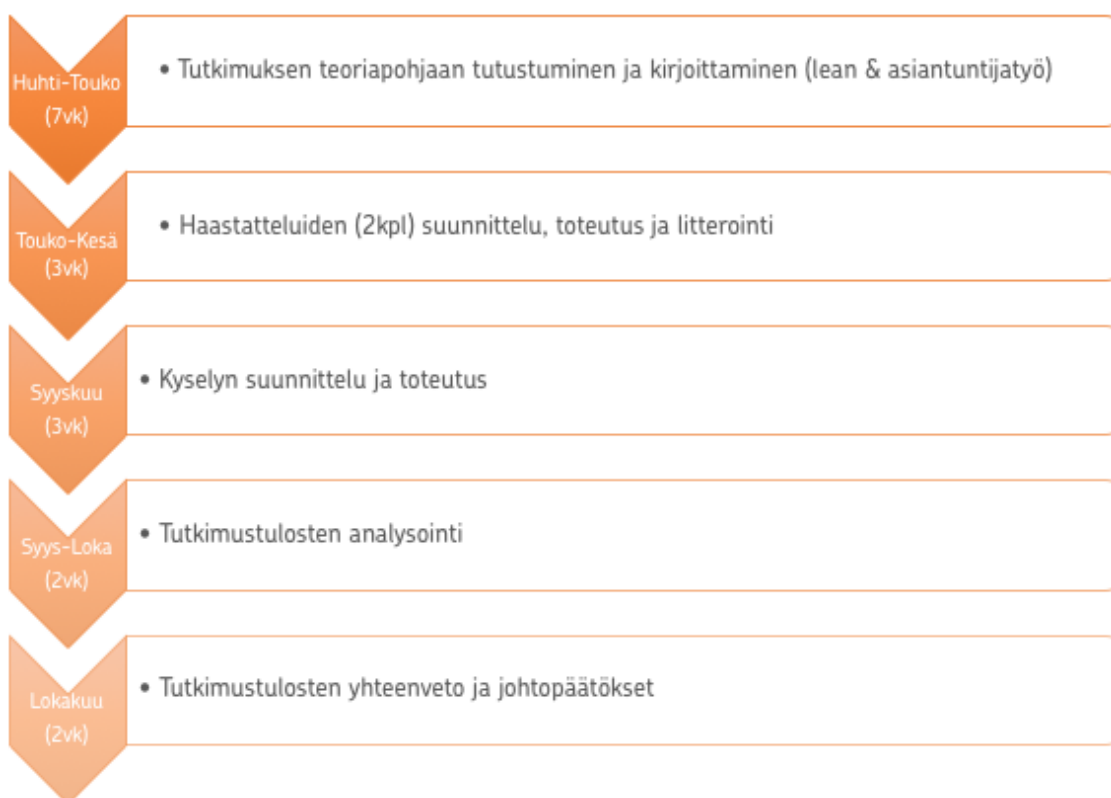 Huhti-Touko
(7vk)
• Tutkimuksen teoriapohjaan tutustuminen ja kirjoittaminen (lean & asiantuntijatyö)
Touko-Kesä
(3vk)
• Haastatteluiden (2kpl) suunnittelu, toteutus ja litterointi
Syyskuu
(3vk)
• Kyselyn suunnittelu ja toteutus
Syys-Loka
(2vk)
• Tutkimustulosten analysointi
Lokakuu
(2vk)
• Tutkimustulosten yhteenveto ja johtopäätökset